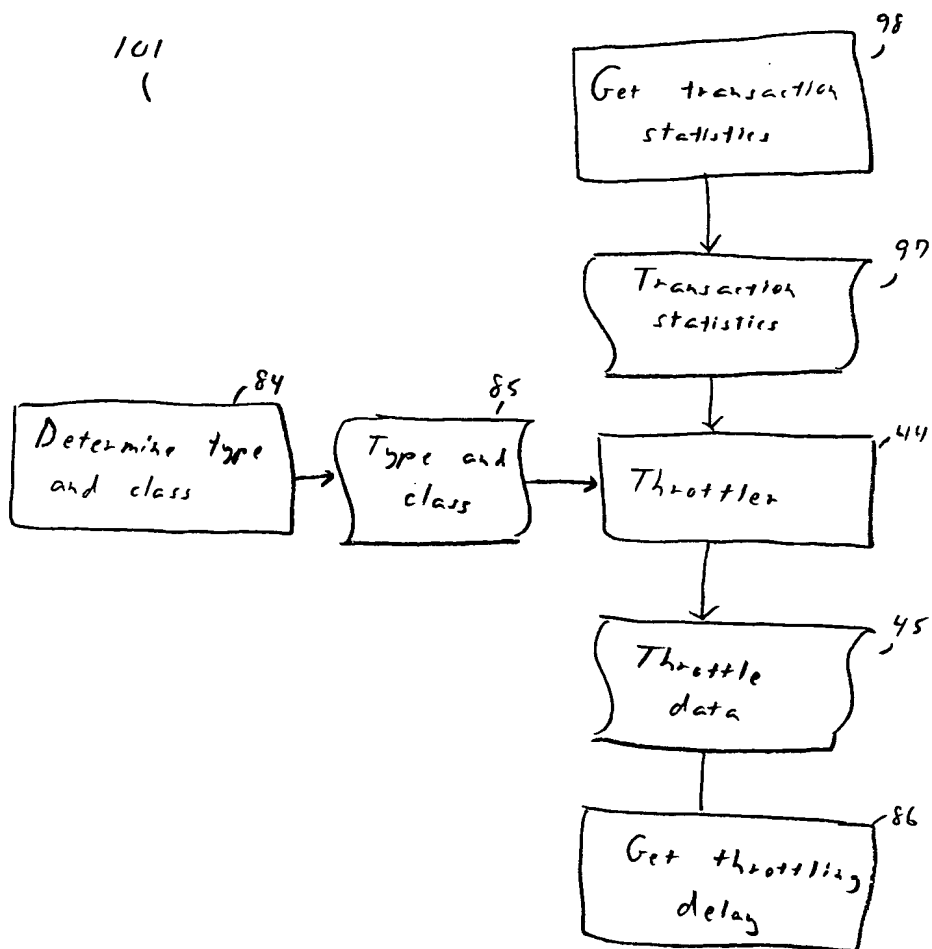 101
98
Get transaction
statistics
97
Transaction
statistics
84
Determine type
and class
85
Type and
class
44
Throttler
45
Throttle
data
86
Get throttling
delay